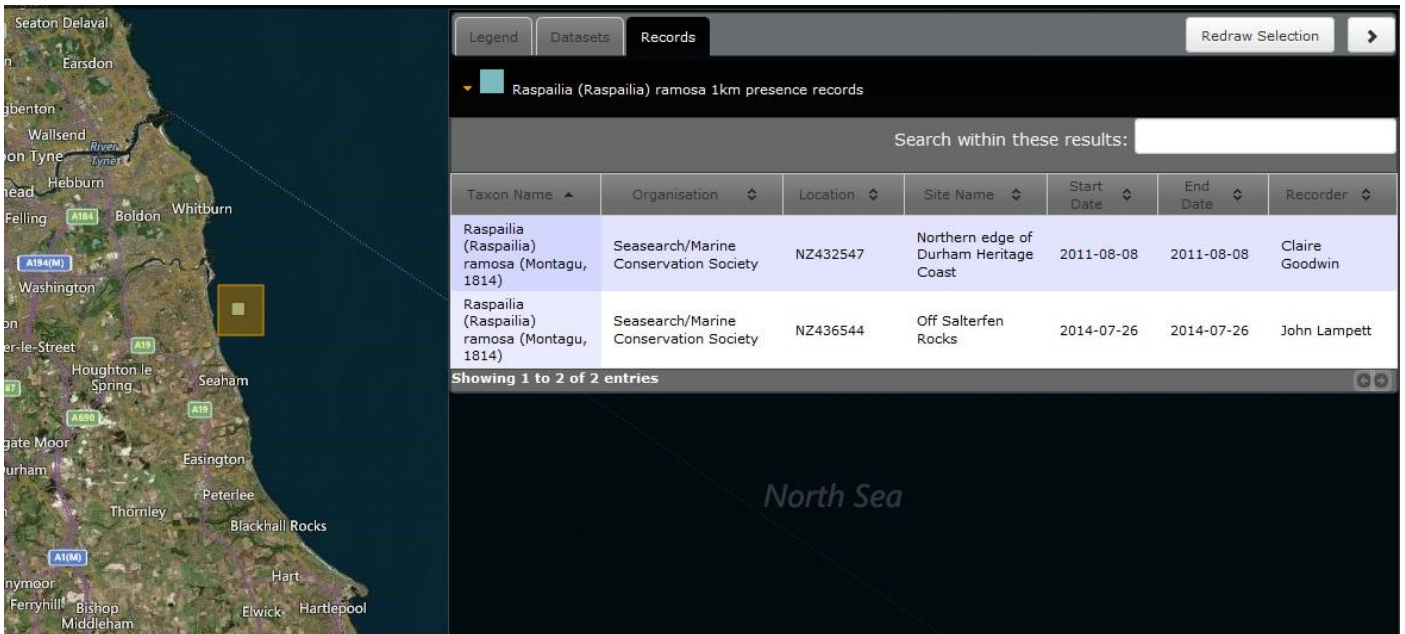 Seaton Delaval
Earsdon
Wallsend
River
Tyne
Hebburn
Felling
A184
Boldon
Whitburn
A194(M)
Washington
A19
Houghton le
Spring
Seaham
A690
A19
Easington
Peterlee
Thornley
Blackhall Rocks
A1(M)
Hart
Ferryhill
Bishop
Middleham
Elwick
Hartlepool
Legend
Datasets
Records
Redraw Selection
Raspailia (Raspailia) ramosa 1km presence records
Search within these results:
Taxon Name Organisation Location Site Name Start Date End Date Recorder
Raspailia
(Raspailia)
ramosa (Montagu,
1814)
Seasearch/Marine
Conservation Society
NZ432547
Northern edge of
Durham Heritage
Coast
2011-08-08
2011-08-08
Claire
Goodwin
Raspailia
(Raspailia)
ramosa (Montagu,
1814)
Seasearch/Marine
Conservation Society
NZ436544
Off Salterfen
Rocks
2014-07-26
2014-07-26
John Lampett
Showing 1 to 2 of 2 entries
North Sea